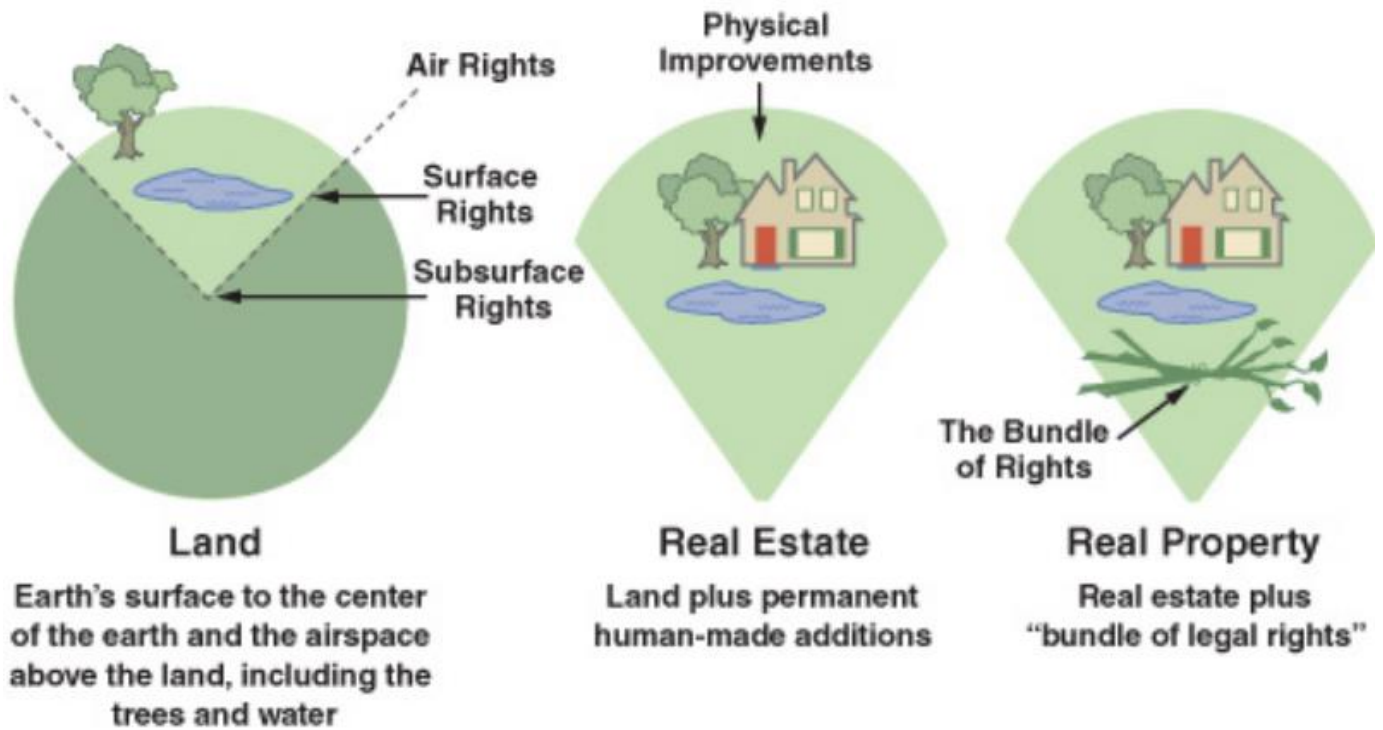 Air Rights
Surface
Rights
Subsurface
Rights
Land
Earth's surface to the center
of the earth and the airspace
above the land, including the
trees and water
Physical
Improvements
Real Estate
Land plus permanent
human-made additions
The Bundle
of Rights
Real Property
Real estate plus
“bundle of legal rights”